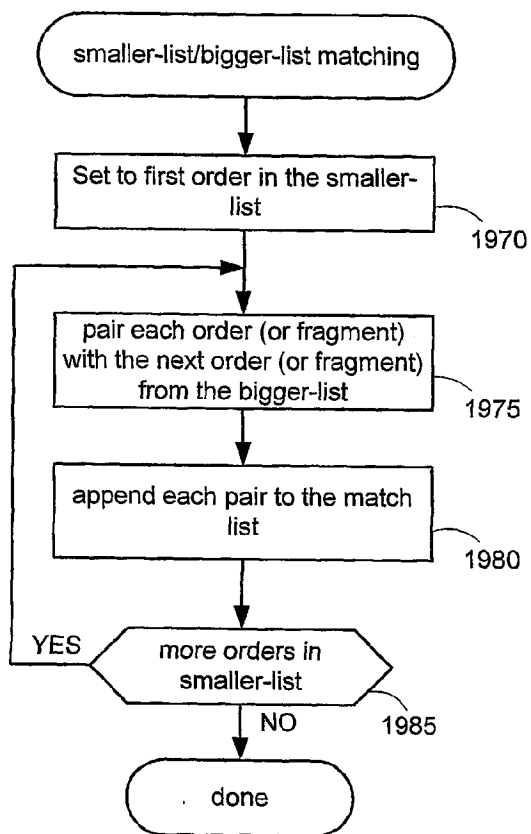 smaller-list/bigger-list matching
Set to first order in the smaller-
list
1970
pair each order (or fragment)
with the next order (or fragment)
from the bigger-list
1975
append each pair to the match
list
1980
YES
more orders in
smaller-list
1985
NO
done